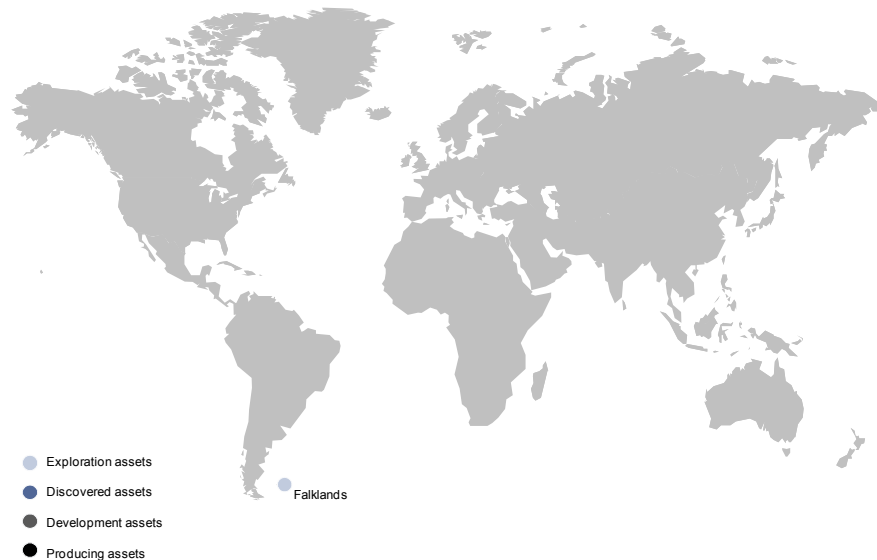 Exploration assets
Discovered assets
Falklands
Development assets
Producing assets